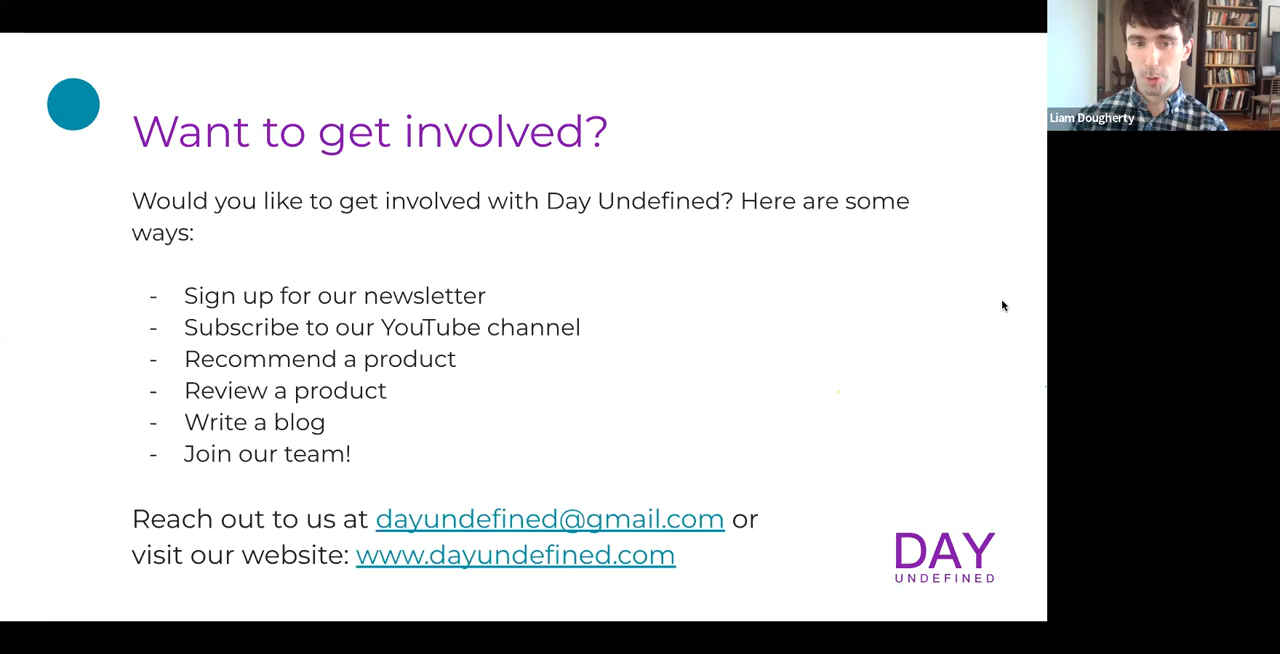 Want to get involved?
Would you like to get involved with Day Undefined? Here are some
ways:
- Sign up for our newsletter
- Subscribe to our YouTube channel
- Recommend a product
- Review a product
- Write a blog
- Join our team!
Reach out to us at dayundefined@gmail.com or
visit our website: www.dayundefined.com
DAY
UNDEFINED
Liam Dougherty